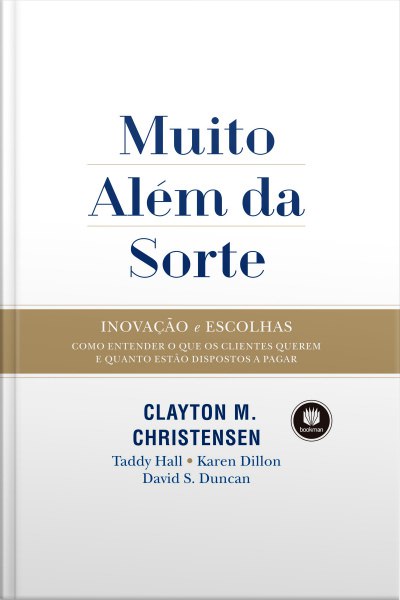 Muito
Além da
Sorte
INOVAÇÃO e ESCOLHAS
COMO ENTENDER O QUE OS CLIENTES QUEREM
E QUANTO ESTÃO DISPOSTOS A PAGAR
CLAYTON M.
CHRISTENSEN
bookman
Taddy Hall • Karen Dillon
David S. Duncan